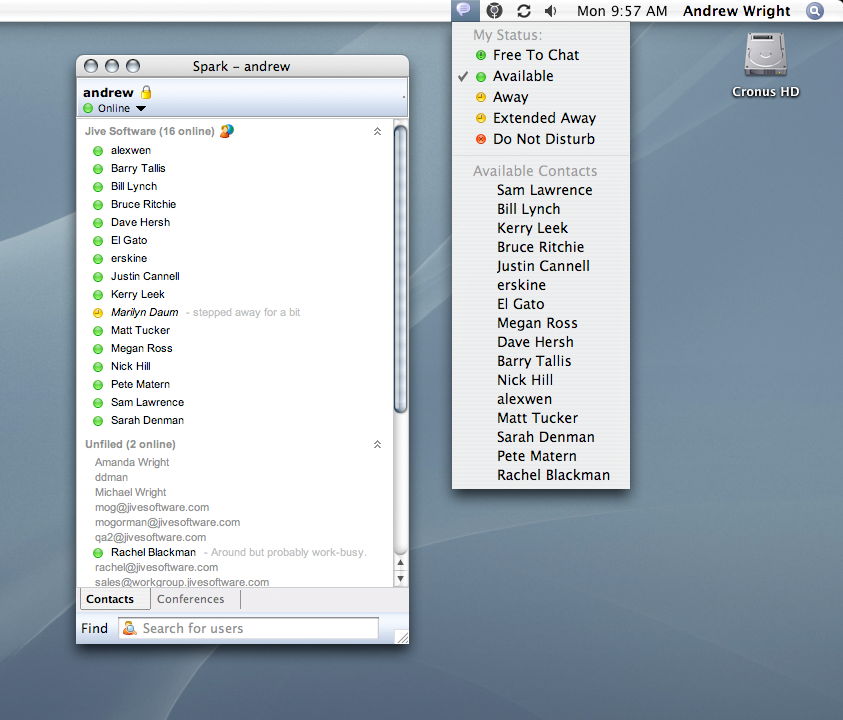 Mon 9:57 AM Andrew Wright
My Status:
Free To Chat
Available
Away
Extended Away
Do Not Disturb
Available Contacts
Sam Lawrence
Bill Lynch
Kerry Leek
Bruce Ritchie
Justin Cannell
erskine
El Gato
Megan Ross
Dave Hersh
Barry Tallis
Nick Hill
alexwen
Matt Tucker
Sarah Denman
Pete Matern
Rachel Blackman
Cronus HD
Spark – andrew
andrew
Online
Jive Software (16 online)
alexwen
Barry Tallis
Bill Lynch
Bruce Ritchie
Dave Hersh
El Gato
erskine
Justin Cannell
Kerry Leek
Marilyn Daum - stepped away for a bit
Matt Tucker
Megan Ross
Nick Hill
Pete Matern
Sam Lawrence
Sarah Denman
Unfiled (2 online)
Amanda Wright
ddman
Michael Wright
mog@jivesoftware.com
mogorman@jivesoftware.com
qa2@jivesoftware.com
Rachel Blackman - Around but probably work-busy.
rachel@jivesoftware.com
sales@workgroup.jivesoftware.com
Contacts Conferences
Find Search for users